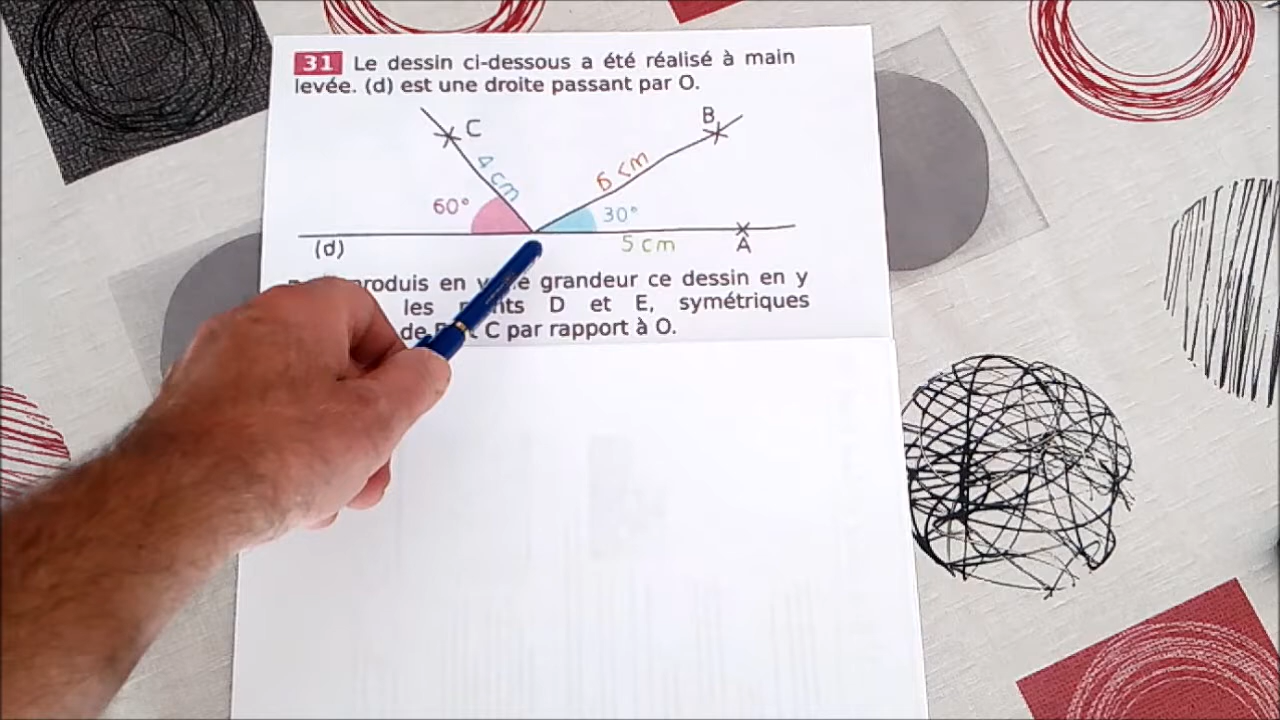 31 Le dessin ci-dessous a été réalisé à main
levée. (d) est une droite passant par O.
C
B
4 cm
6 cm
60°
30°
(d)
5 cm
A
en grandeur ce dessin en y
les D et E, symétriques
de C par rapport à O.